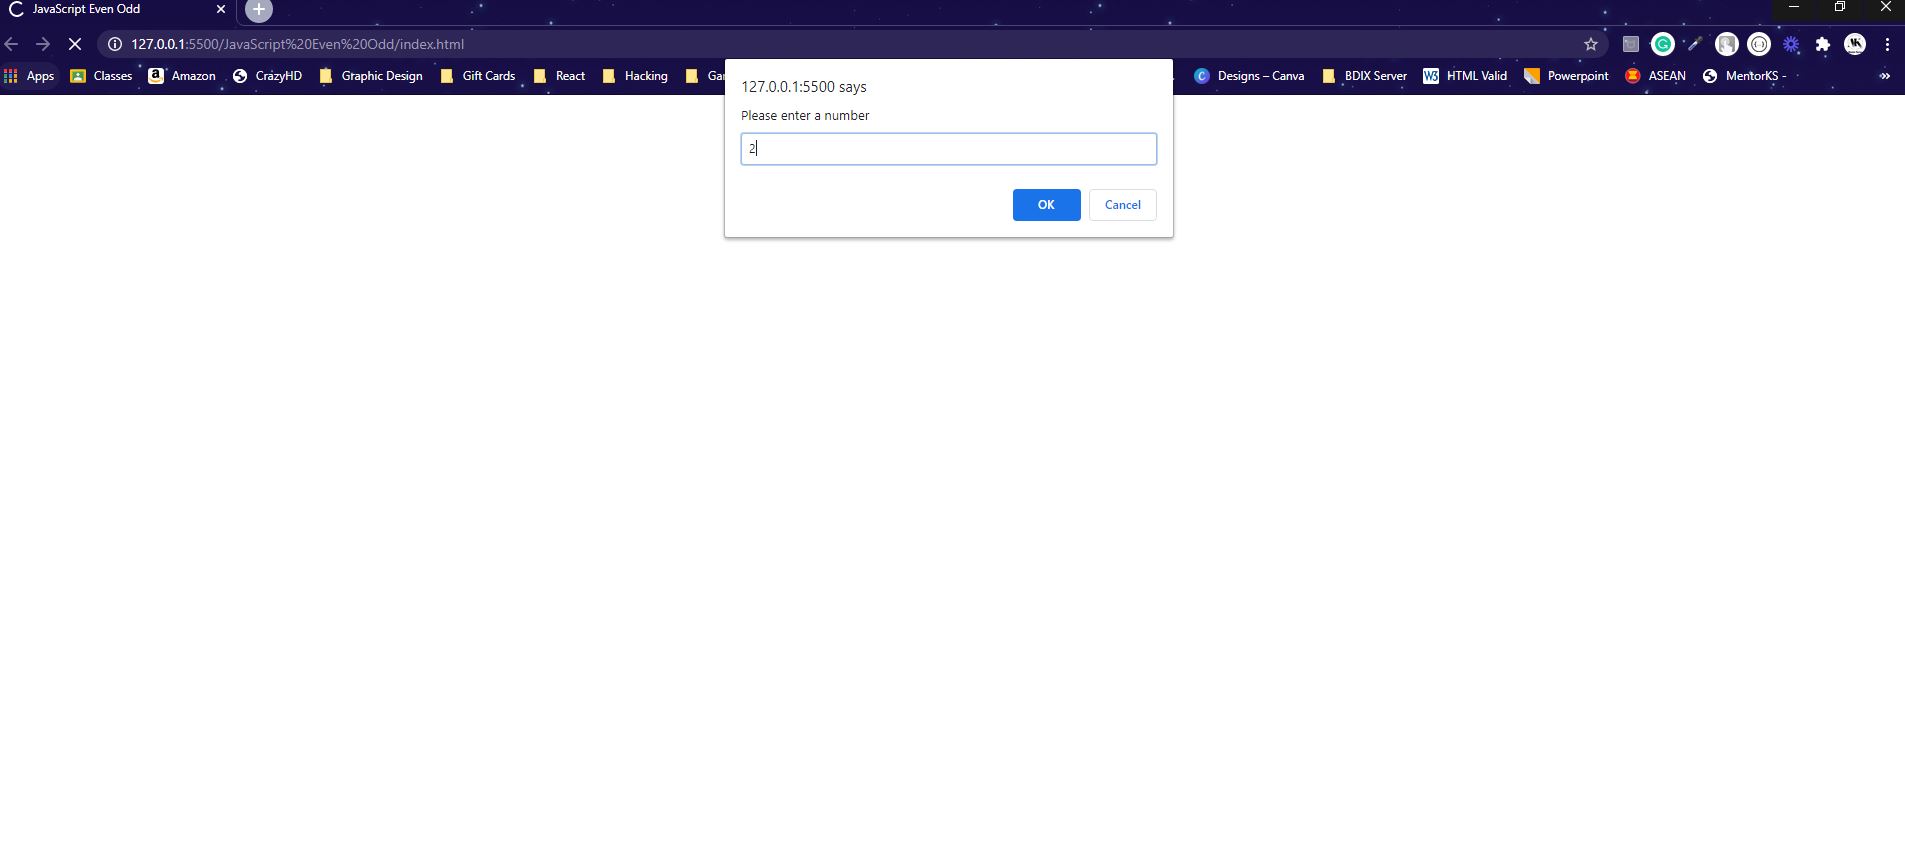 JavaScript Even Odd
127.0.0.1:5500/JavaScript%20Even%20Odd/index.html
Apps Classes Amazon CrazyHD Graphic Design Gift Cards React Hacking Designs – Canva BDIX Server HTML Valid Powerpoint ASEAN MentorKS -
127.0.0.1:5500 says
Please enter a number
2
OK Cancel